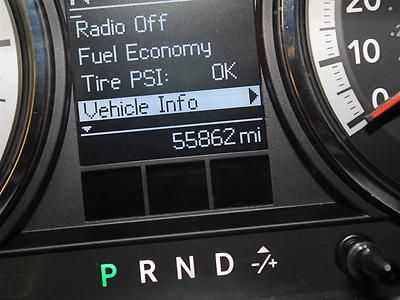 Radio Off
Fuel Economy
Tire PSI: OK
Vehicle Info
55862 mi
P R N D -/+
20
10
0